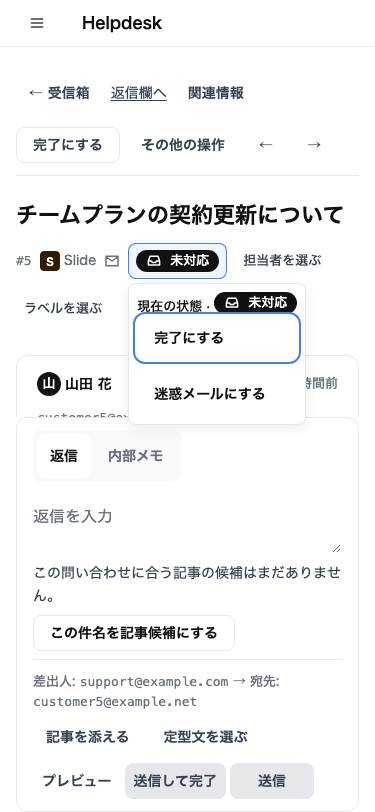 Helpdesk
← 受信箱 返信欄へ 関連情報
完了にする その他の操作 ← →
チームプランの契約更新について
#5 S Slide 未対応 担当者を選ぶ
ラベルを選ぶ
現在の状態 · 未対応
完了にする
迷惑メールにする
山 山田 花
時間前
返信 内部メモ
返信を入力
この問い合わせに合う記事の候補はまだありませ
ん。
この件名を記事候補にする
差出人: support@example.com → 宛先:
customer5@example.net
記事を添える 定型文を選ぶ
プレビュー 送信して完了 送信